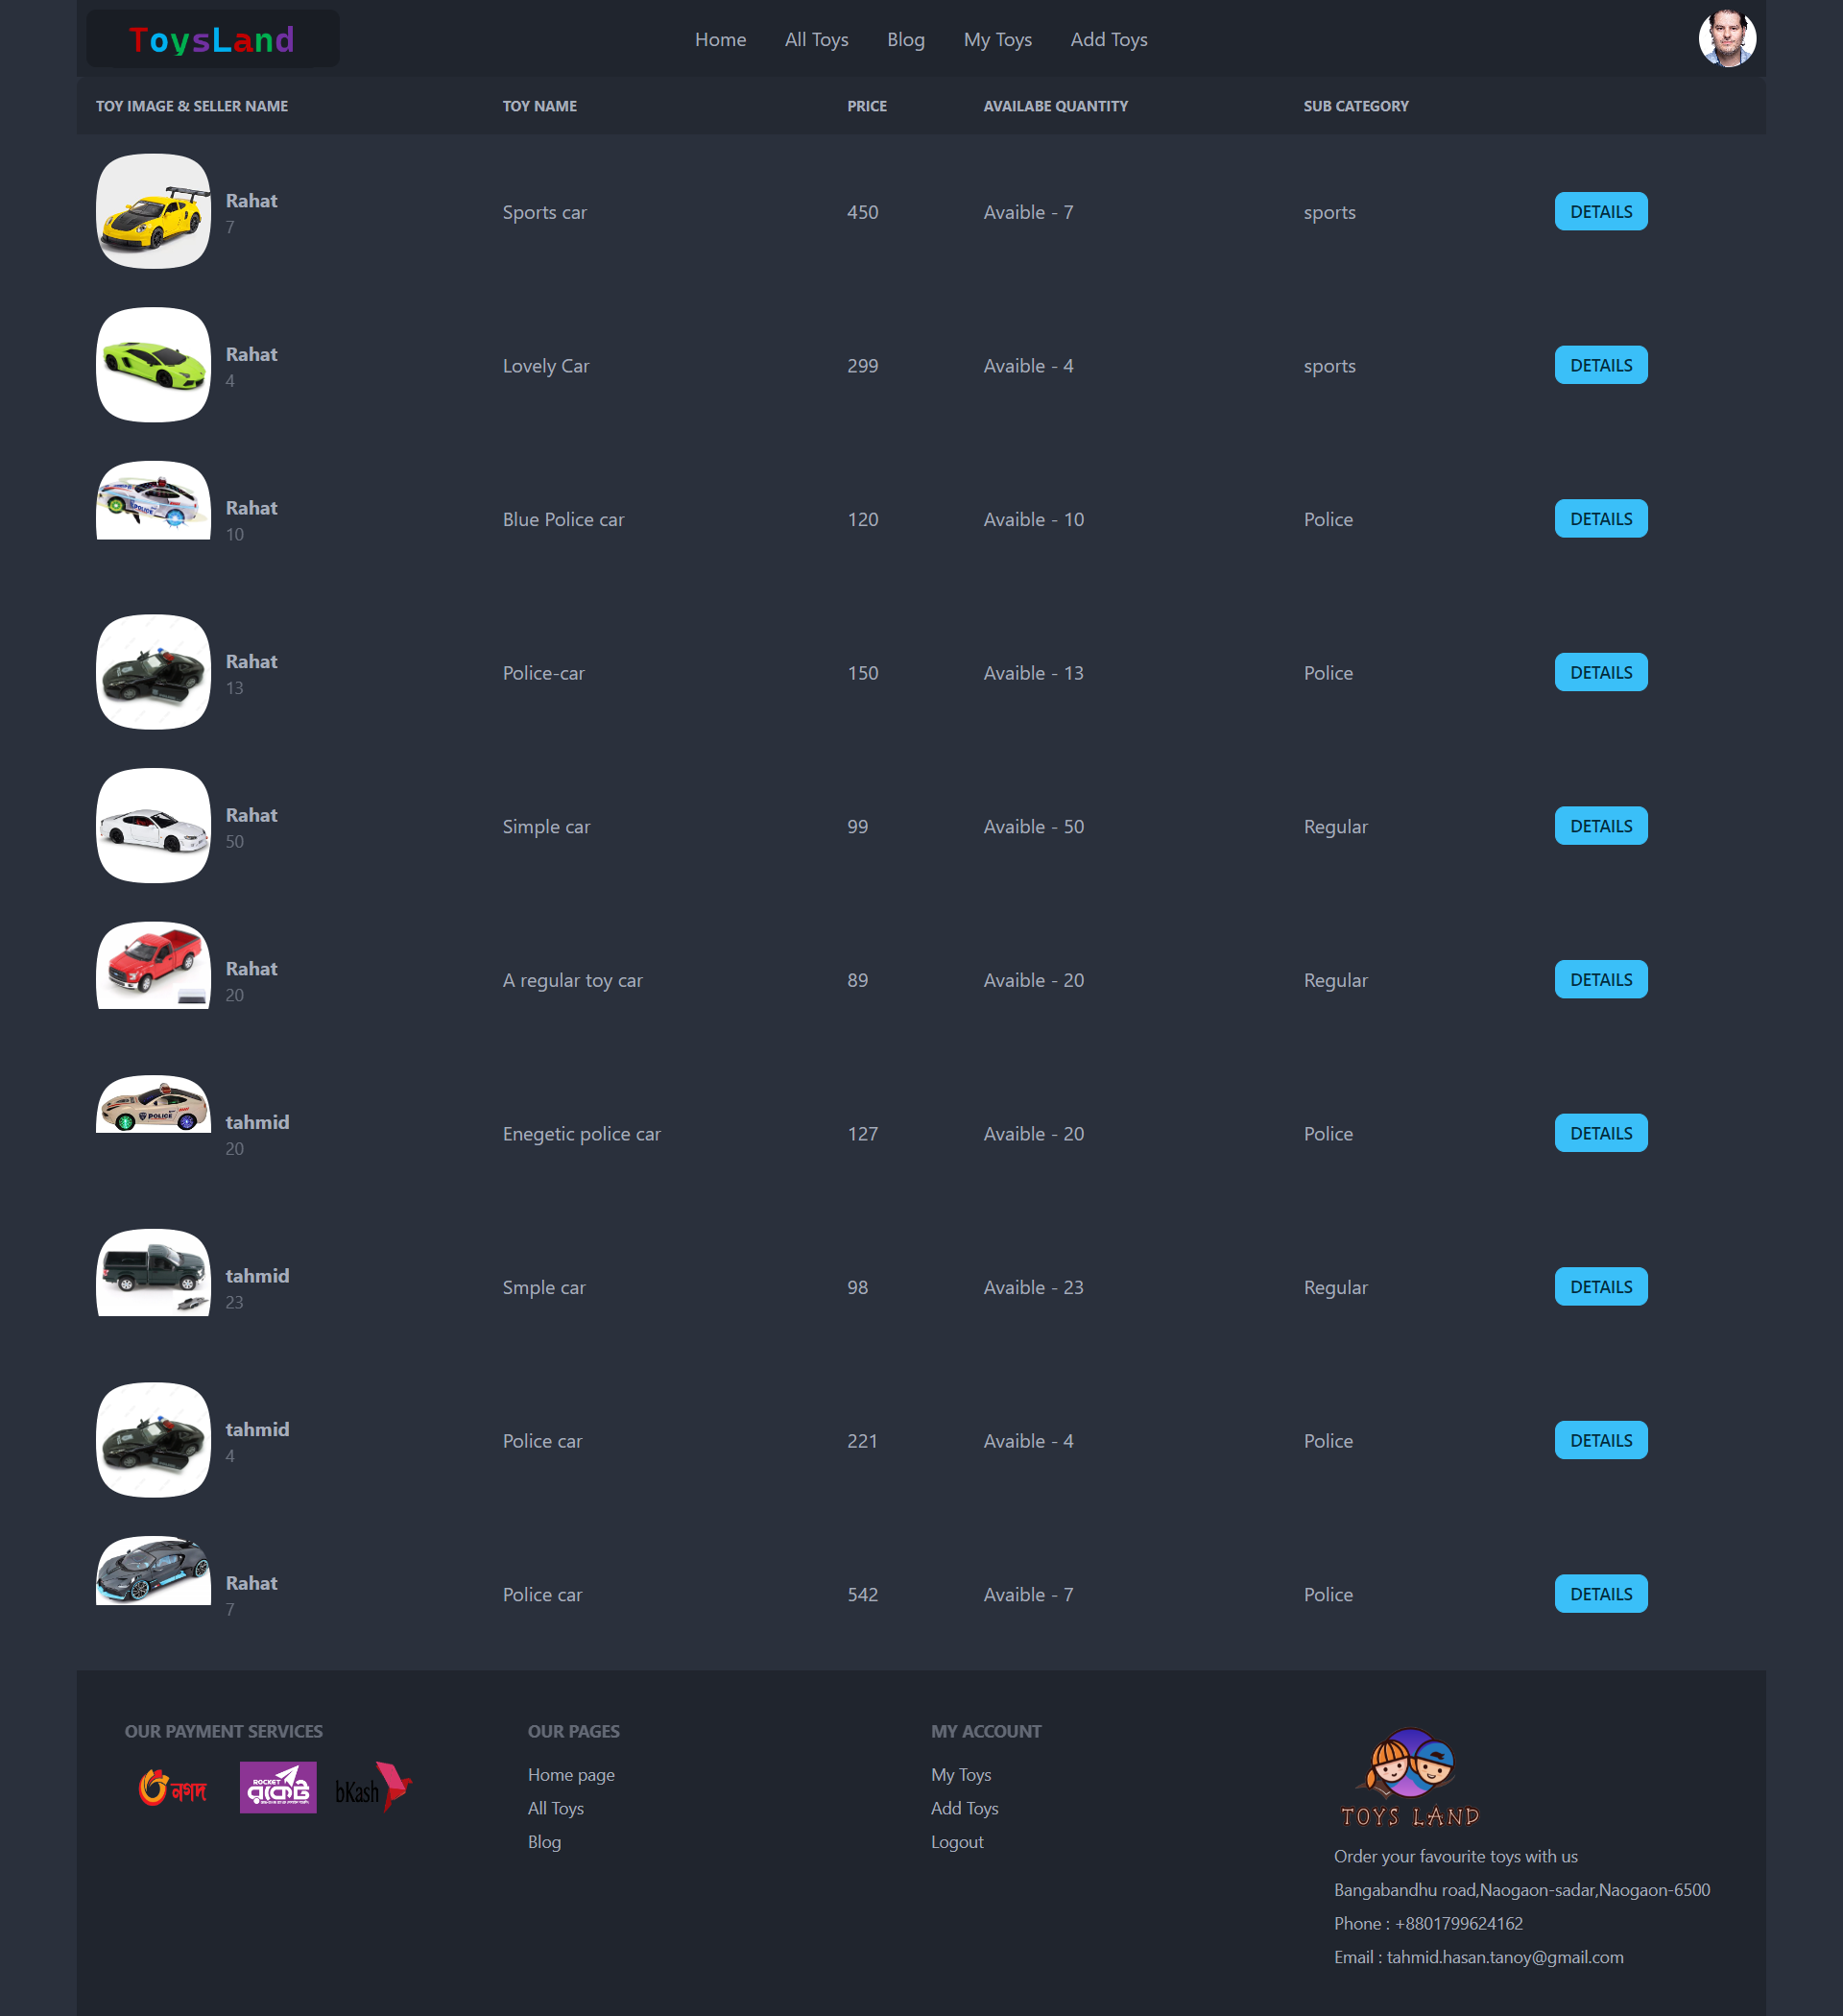 ToysLand
Home All Toys Blog My Toys Add Toys
TOY IMAGE & SELLER NAME TOY NAME PRICE AVAILABE QUANTITY SUB CATEGORY
Rahat
7
Sports car 450 Avaible - 7 sports DETAILS
Rahat
4
Lovely Car 299 Avaible - 4 sports DETAILS
POLICE
Rahat
10
Blue Police car 120 Avaible - 10 Police DETAILS
Rahat
13
Police-car 150 Avaible - 13 Police DETAILS
Rahat
50
Simple car 99 Avaible - 50 Regular DETAILS
Rahat
20
A regular toy car 89 Avaible - 20 Regular DETAILS
POLICE
tahmid
20
Enegetic police car 127 Avaible - 20 Police DETAILS
tahmid
23
Smple car 98 Avaible - 23 Regular DETAILS
tahmid
4
Police car 221 Avaible - 4 Police DETAILS
Rahat
7
Police car 542 Avaible - 7 Police DETAILS
OUR PAYMENT SERVICES
নগদ
ROCKET
রকেট
bKash
OUR PAGES
Home page
All Toys
Blog
MY ACCOUNT
My Toys
Add Toys
Logout
TOYS LAND
Order your favourite toys with us
Bangabandhu road,Naogaon-sadar,Naogaon-6500
Phone : +8801799624162
Email : tahmid.hasan.tanoy@gmail.com